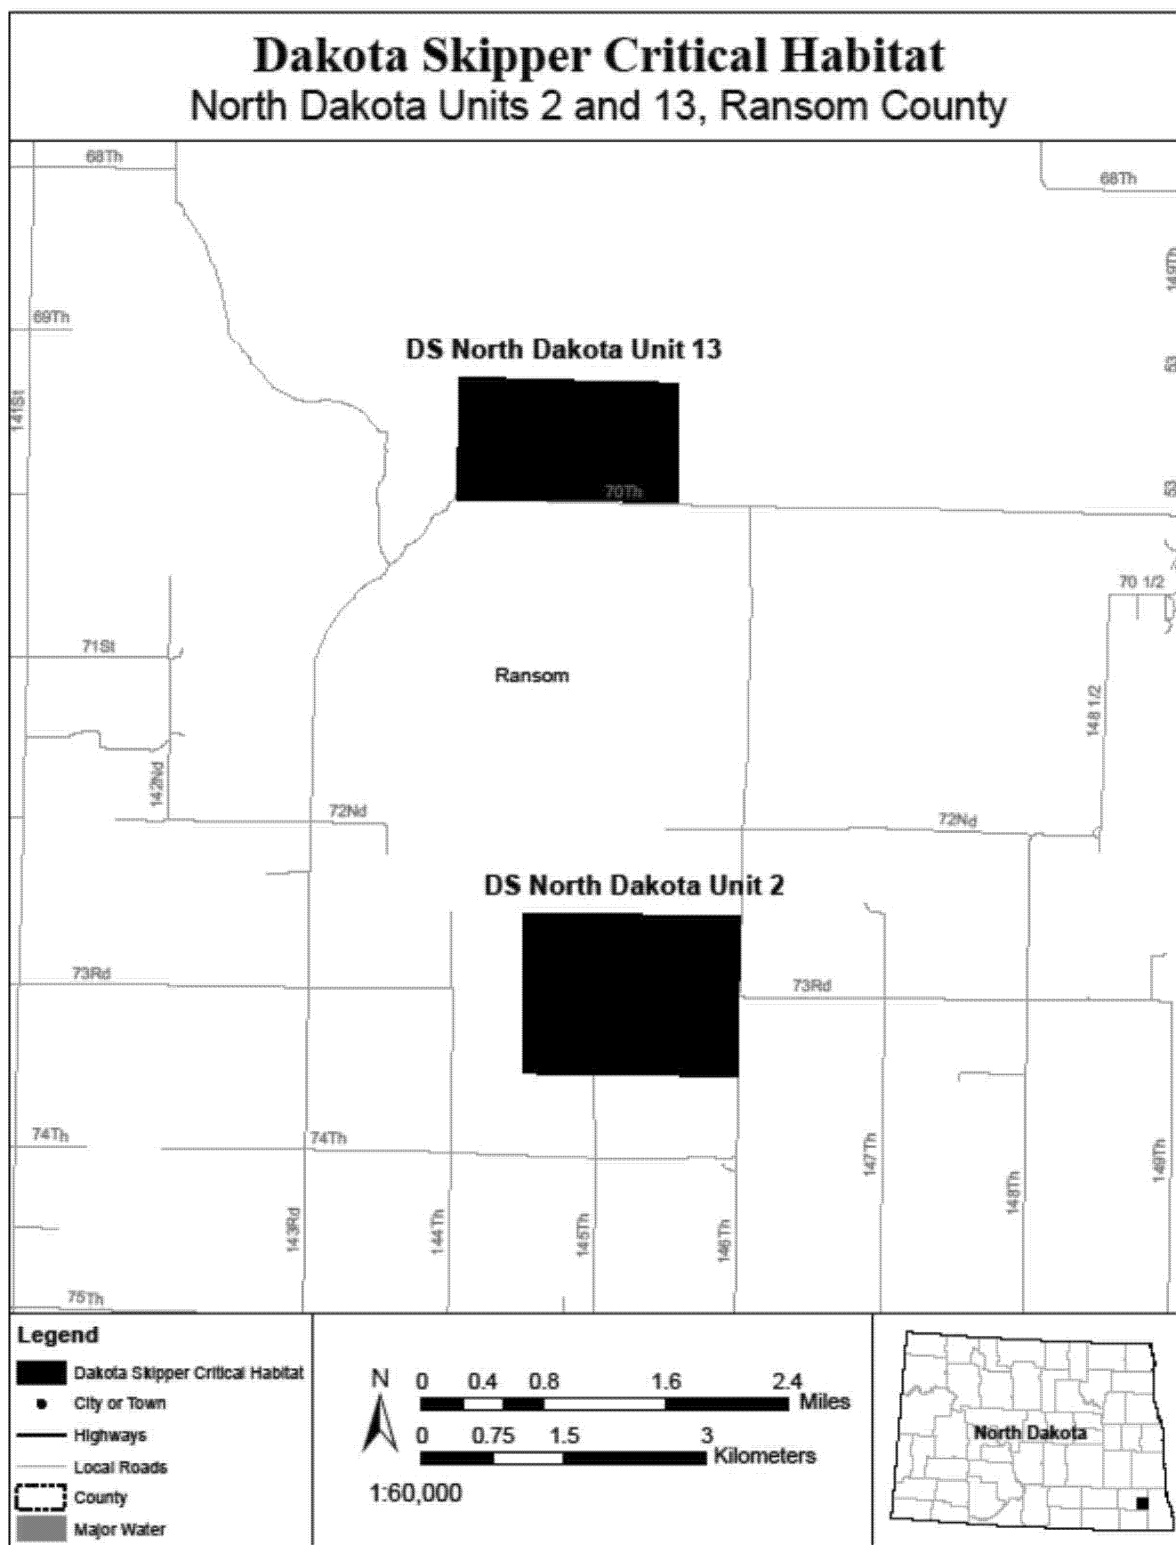 Dakota Skipper Critical Habitat
North Dakota Units 2 and 13, Ransom County
68Th
68Th
149Th
69Th
DS North Dakota Unit 13
53
141St
70Th
53
70 1/2
71St
Ransom
148 1/2
142Nd
72Nd
72Nd
DS North Dakota Unit 2
73Rd
73Rd
74Th
74Th
147Th
148Th
149Th
143Rd
144Th
145Th
146Th
75Th
Legend
Dakota Skipper Critical Habitat
City or Town
Highways
Local Roads
County
Major Water
N
0 0.4 0.8 1.6 2.4
Miles
0 0.75 1.5 3
Kilometers
1:60,000
North Dakota